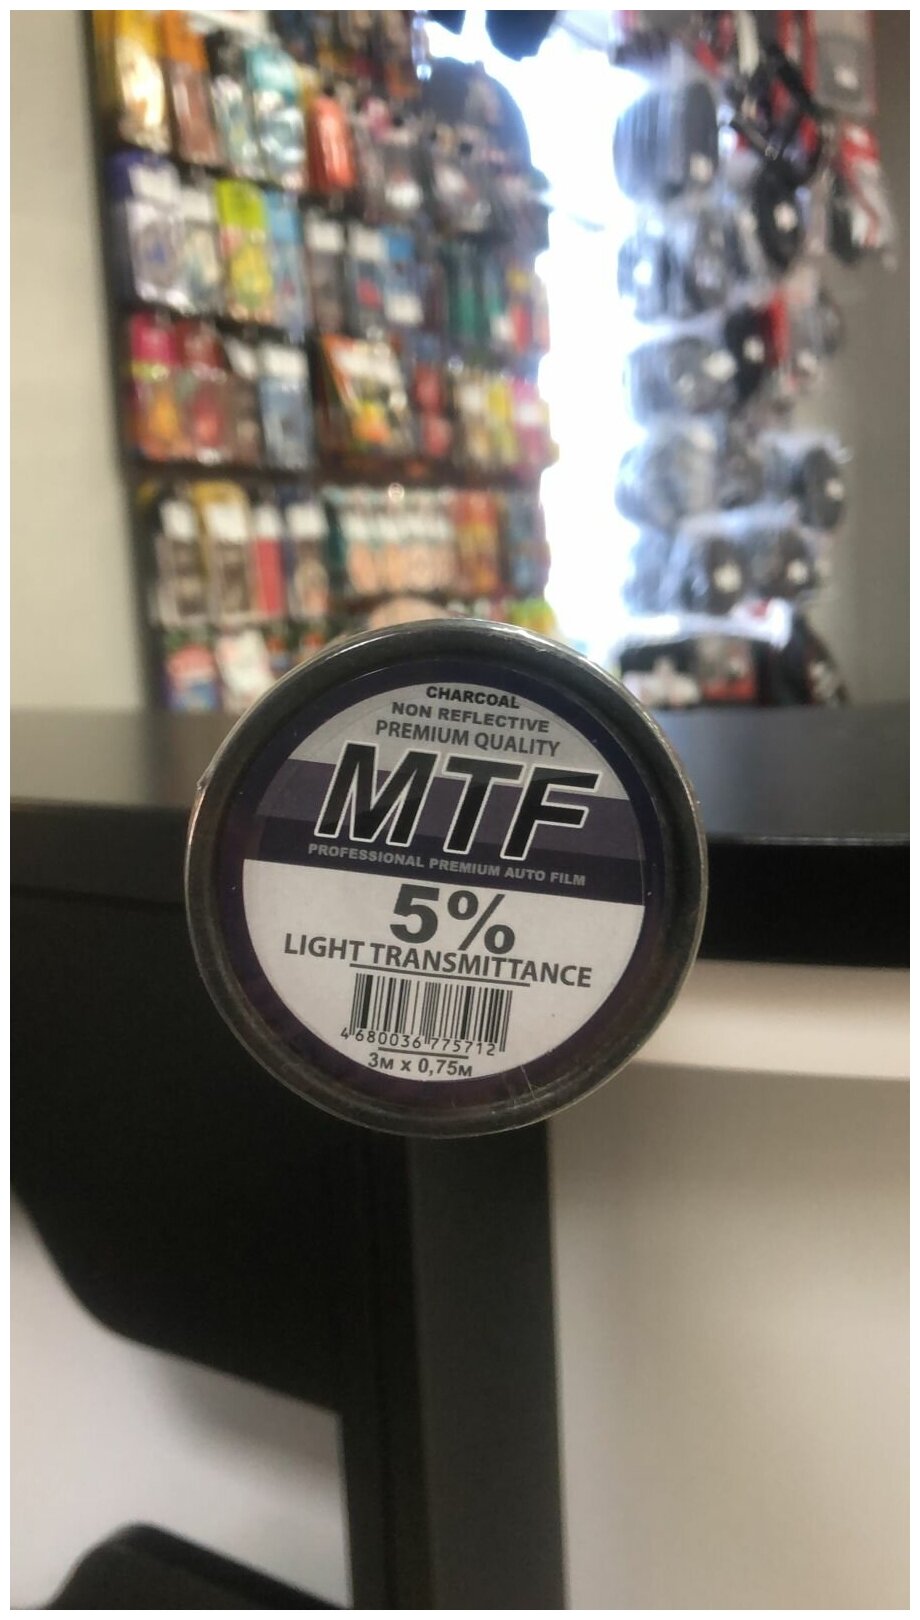 CHARCOAL
NON REFLECTIVE
PREMIUM QUALITY
MTF
PROFESSIONAL PREMIUM AUTO FILM
5%
LIGHT TRANSMITTANCE
4 680036 775712
3м x 0,75м